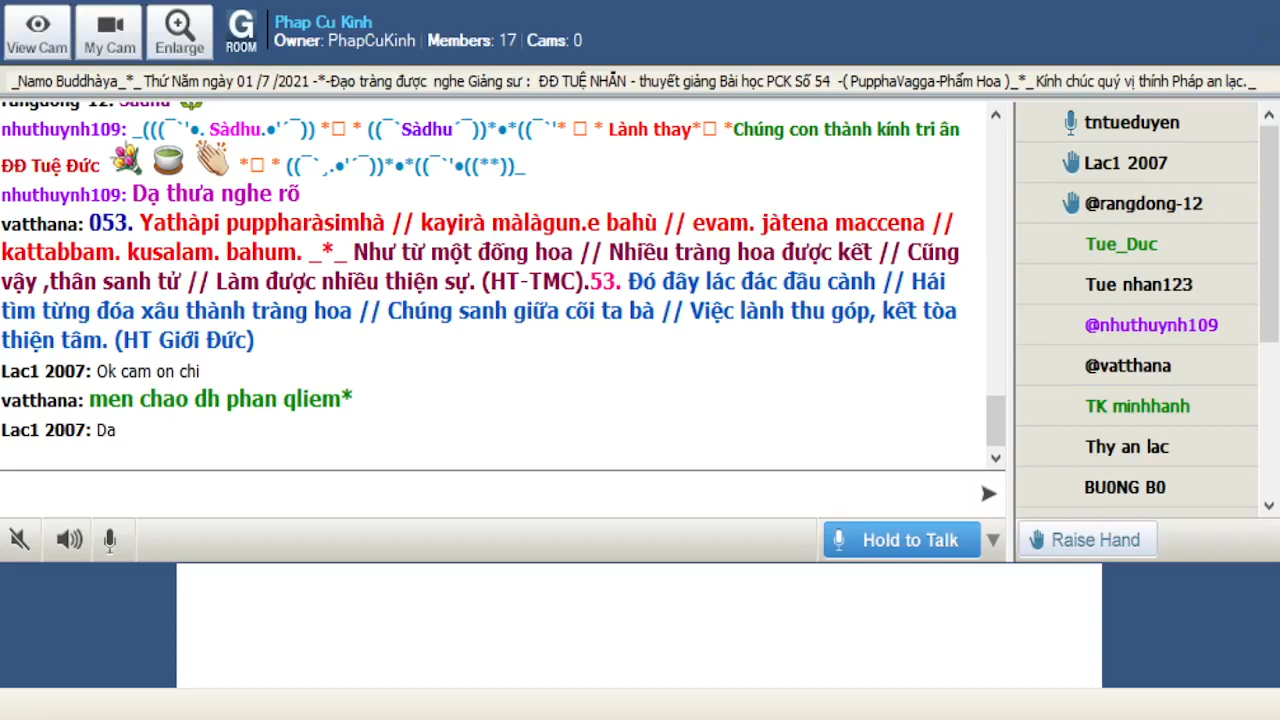 View Cam
My Cam
Enlarge
G
ROOM
Phap Cu Kinh
Owner: PhapCuKinh | Members: 17 | Cams: 0
_Namo Buddhàya_*_ Thứ Năm ngày 01 /7 /2021 -*-Đạo tràng được nghe Giảng sư : ĐĐ TUỆ NHẪN - thuyết giảng Bài học PCK Số 54 -( PupphaVagga-Phẩm Hoa )_*_Kính chúc quý vị thính Pháp an lạc._
rangdong-12: Sàdhu
nhuthuynh109: _(((¯`'•. Sàdhu.•'´¯)) *□ * ((¯`Sàdhu´¯))*•*((¯`'* □ * Lành thay*□ *Chúng con thành kính tri ân
ĐĐ Tuệ Đức *□ * ((¯` ¸.•'´¯))*•*((¯`'•((**))_
nhuthuynh109: Dạ thưa nghe rõ
vatthana: 053. Yathàpi puppharàsimhà // kayirà màlàgun.e bahù // evam. jàtena maccena //
kattabbam. kusalam. bahum. _*_ Như từ một đống hoa // Nhiều tràng hoa được kết // Cũng
vậy ,thân sanh tử // Làm được nhiều thiện sự. (HT-TMC).53. Đó đây lác đác đầu cành // Hái
tìm từng đóa xâu thành tràng hoa // Chúng sanh giữa cõi ta bà // Việc lành thu góp, kết tòa
thiện tâm. (HT Giới Đức)
Lac1 2007: Ok cam on chi
vatthana: men chao dh phan qliem*
Lac1 2007: Da
tntueduyen
Lac1 2007
@rangdong-12
Tue_Duc
Tue nhan123
@nhuthuynh109
@vatthana
TK minhhanh
Thy an lac
BU0NG B0
Hold to Talk
Raise Hand